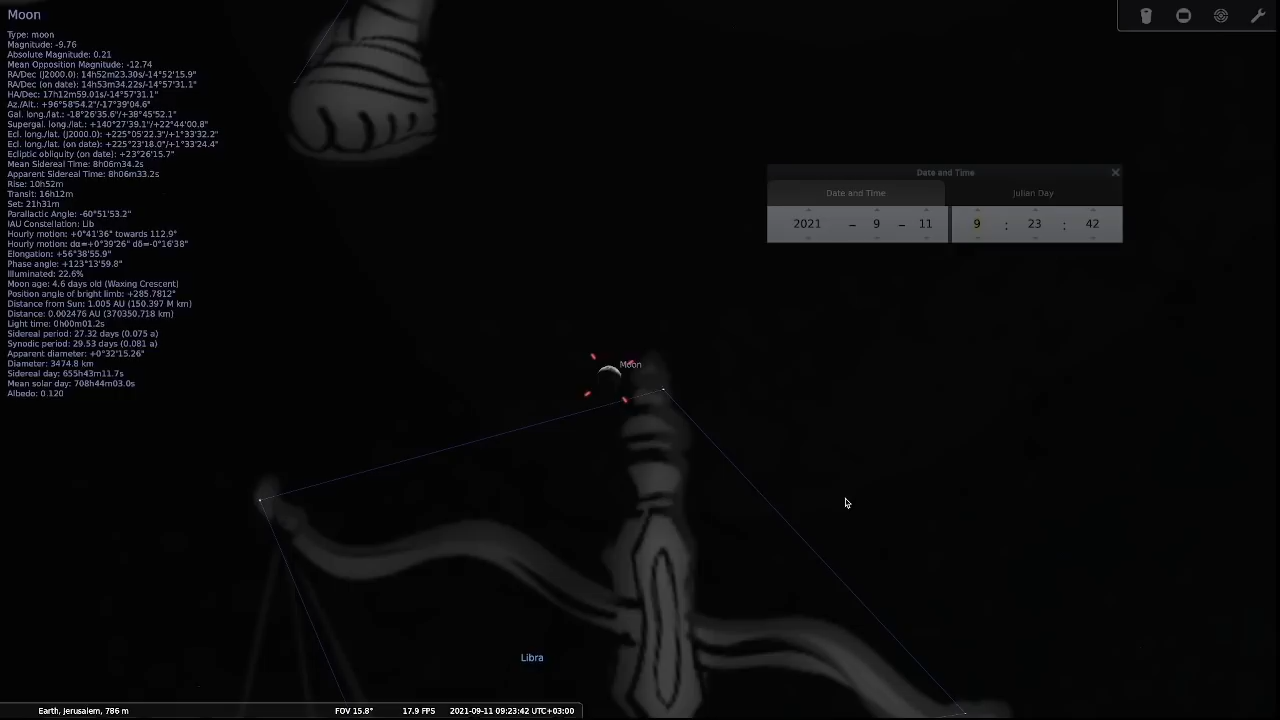 Moon
Type: moon
Magnitude: -9.76
Absolute Magnitude: 0.21
Mean Opposition Magnitude: -12.74
RA/Dec (J2000.0): 14h52m23.30s/-14°52'15.9"
RA/Dec (on date): 14h53m34.22s/-14°57'31.1"
HA/Dec: 17h12m59.01s/-14°57'31.1"
Az./Alt.: +96°58'54.2"/-17°39'04.6"
Gal. long./lat.: -18°26'35.6"/+38°45'52.1"
Supergal. long./lat.: +140°27'39.1"/+22°44'00.8"
Ecl. long./lat. (J2000.0): +225°05'22.3"/+1°33'32.2"
Ecl. long./lat. (on date): +225°23'18.0"/+1°33'24.4"
Ecliptic obliquity (on date): +23°26'15.7"
Mean Sidereal Time: 8h06m34.2s
Apparent Sidereal Time: 8h06m33.2s
Rise: 10h52m
Transit: 16h12m
Set: 21h31m
Parallactic Angle: -60°51'53.2"
IAU Constellation: Lib
Hourly motion: +0°41'36" towards 112.9°
Hourly motion: dα=+0°39'26" dδ=-0°16'38"
Elongation: +56°38'55.9"
Phase angle: +123°13'59.8"
Illuminated: 22.6%
Moon age: 4.6 days old (Waxing Crescent)
Position angle of bright limb: +285.7812°
Distance from Sun: 1.005 AU (150.397 M km)
Distance: 0.002476 AU (370350.718 km)
Light time: 0h00m01.2s
Sidereal period: 27.32 days (0.075 a)
Synodic period: 29.53 days (0.081 a)
Apparent diameter: +0°32'15.26"
Diameter: 3474.8 km
Sidereal day: 655h43m11.7s
Mean solar day: 708h44m03.0s
Albedo: 0.120
Date and Time
Date and Time Julian Day
2021 – 9 – 11 9 : 23 : 42
Moon
Libra
Earth, Jerusalem, 786 m FOV 15.8° 17.9 FPS 2021-09-11 09:23:42 UTC+03:00